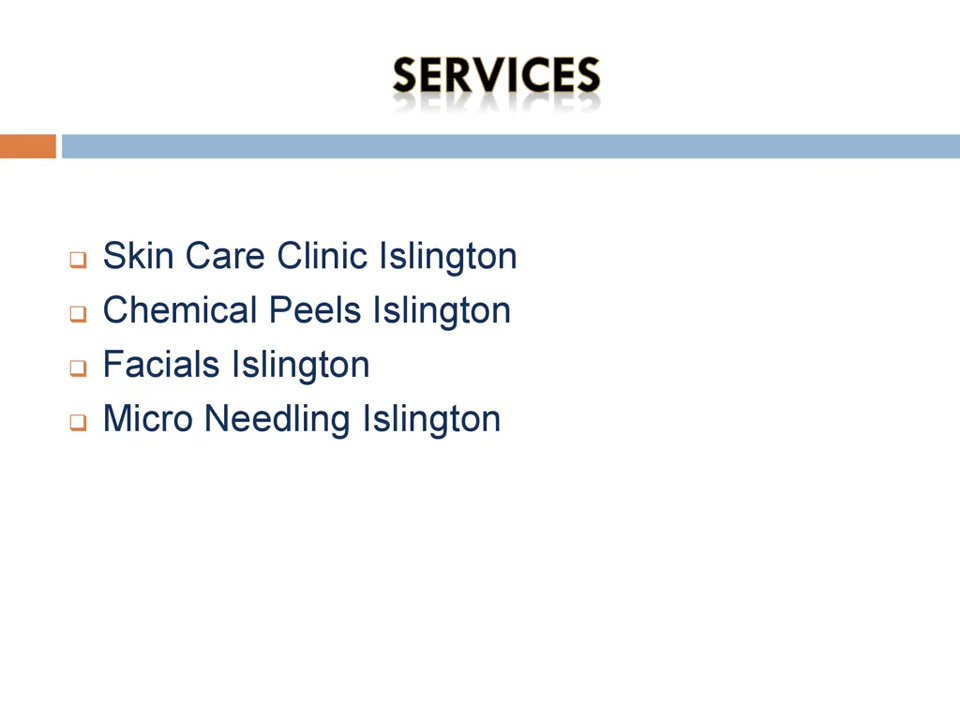 SERVICES
Skin Care Clinic Islington
Chemical Peels Islington
Facials Islington
Micro Needling Islington